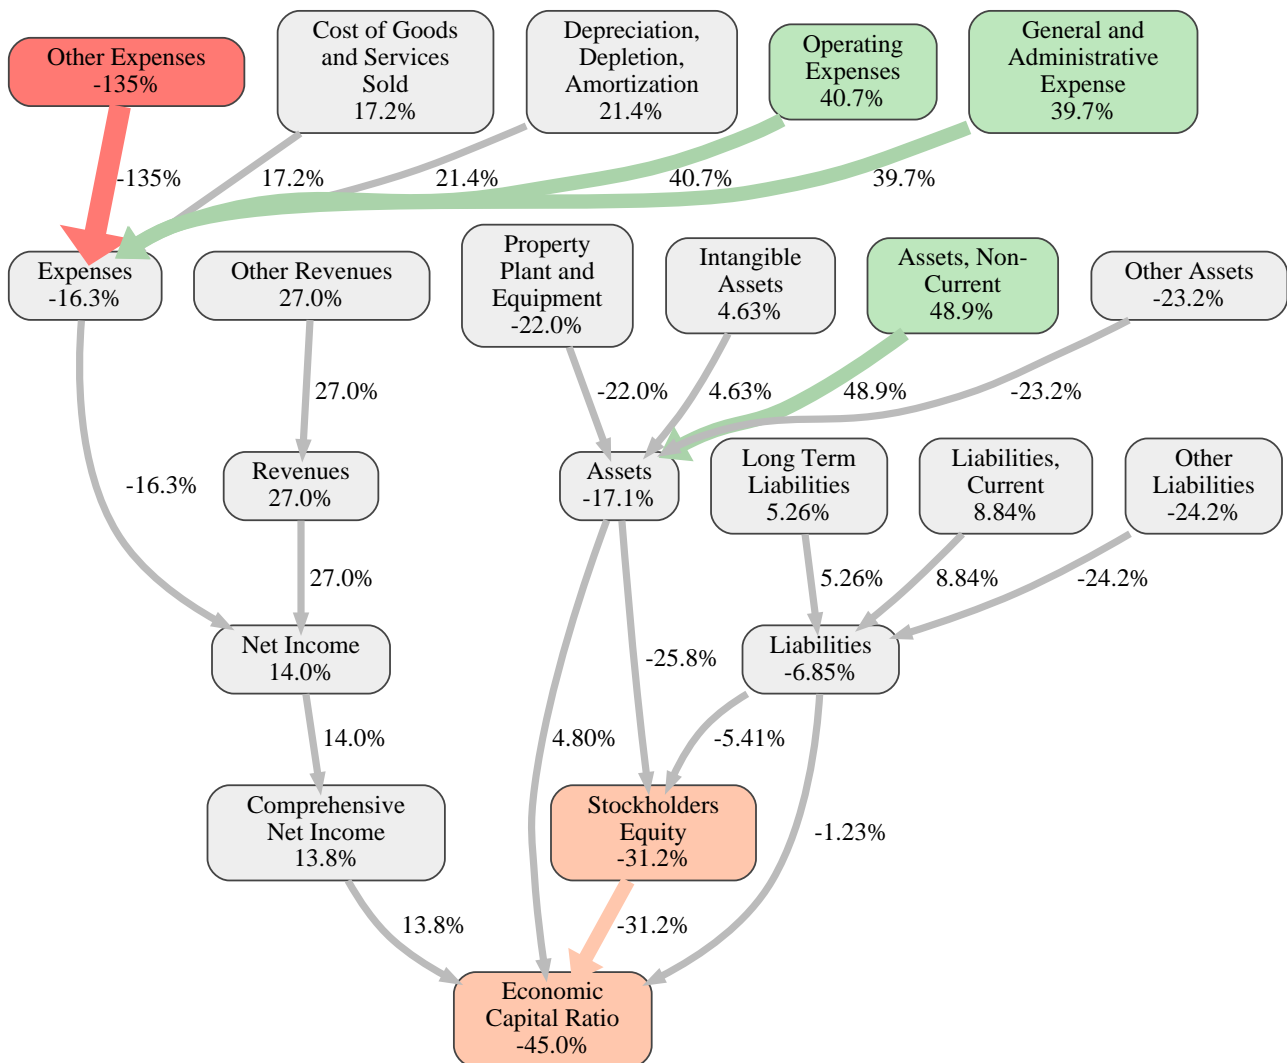 Other Expenses
-135%
Cost of Goods
and Services
Sold
17.2%
Depreciation,
Depletion,
Amortization
21.4%
Operating
Expenses
40.7%
General and
Administrative
Expense
39.7%
-135%
17.2%
21.4%
40.7%
39.7%
Expenses
-16.3%
Other Revenues
27.0%
Property
Plant and
Equipment
-22.0%
Intangible
Assets
4.63%
Assets, Non-
Current
48.9%
Other Assets
-23.2%
27.0%
-22.0%
4.63%
48.9%
-23.2%
-16.3%
Revenues
27.0%
Assets
-17.1%
Long Term
Liabilities
5.26%
Liabilities,
Current
8.84%
Other
Liabilities
-24.2%
27.0%
5.26%
8.84%
-24.2%
Net Income
14.0%
-25.8%
Liabilities
-6.85%
14.0%
4.80%
-5.41%
Comprehensive
Net Income
13.8%
Stockholders
Equity
-31.2%
-1.23%
13.8%
-31.2%
Economic
Capital Ratio
-45.0%